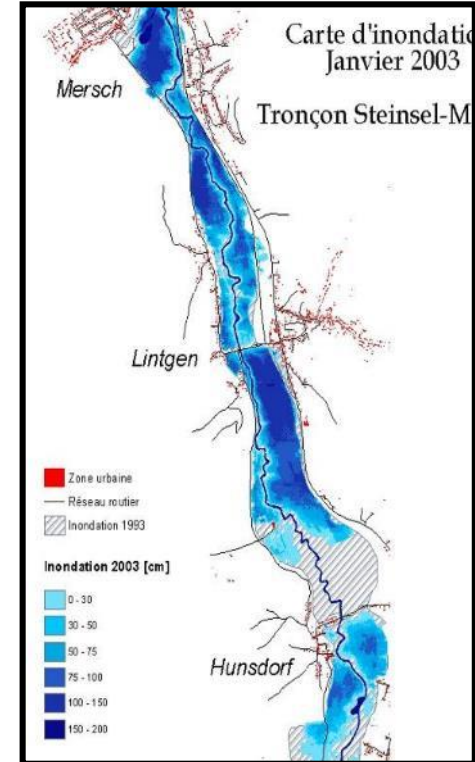 Carte d'inondatio
Janvier 2003
Tronçon Steinsel-M
Mersch
Lintgen
Hunsdorf
Zone urbaine
Réseau routier
Inondation 1993
Inondation 2003 [cm]
0 - 30
30 - 50
50 - 75
75 - 100
100 - 150
150 - 200